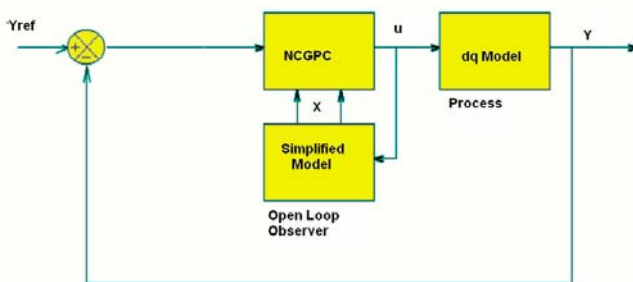 Yref
+
−
NCGPC
u
dq Model
Y
Process
X
Simplified
Model
Open Loop
Observer